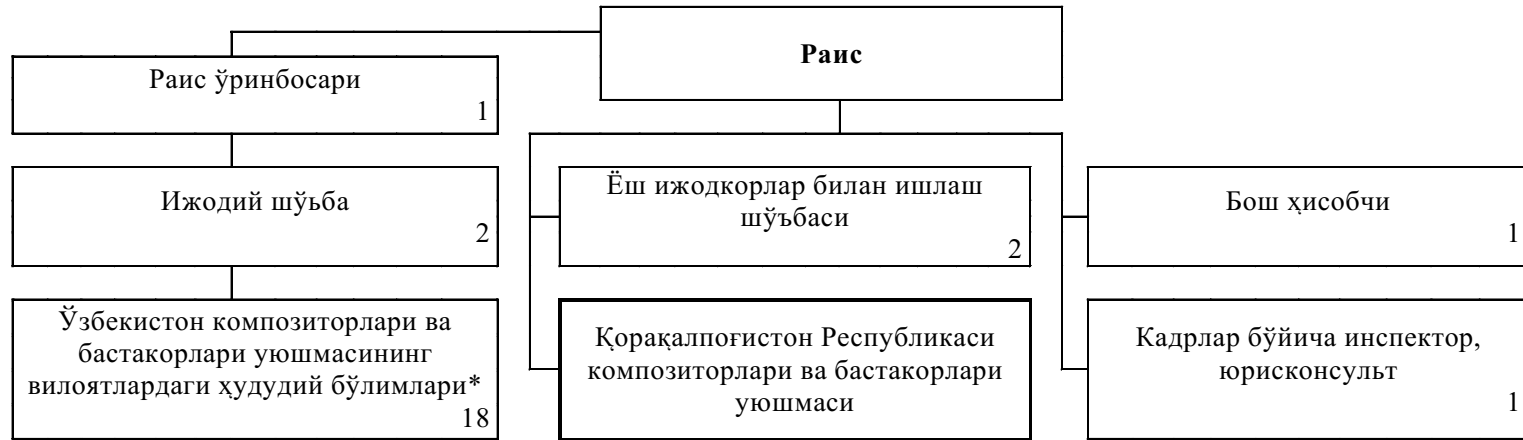 Раис
Раис ўринбосари
1
Ижодий шўъба
2
Ёш ижодкорлар билан ишлаш
шўъбаси
2
Бош ҳисобчи
1
Ўзбекистон композиторлари ва
бастакорлари уюшмасининг
вилоятлардаги ҳудудий бўлимлари*
18
Қорақалпоғистон Республикаси
композиторлари ва бастакорлари
уюшмаси
Кадрлар бўйича инспектор,
юрисконсульт
1